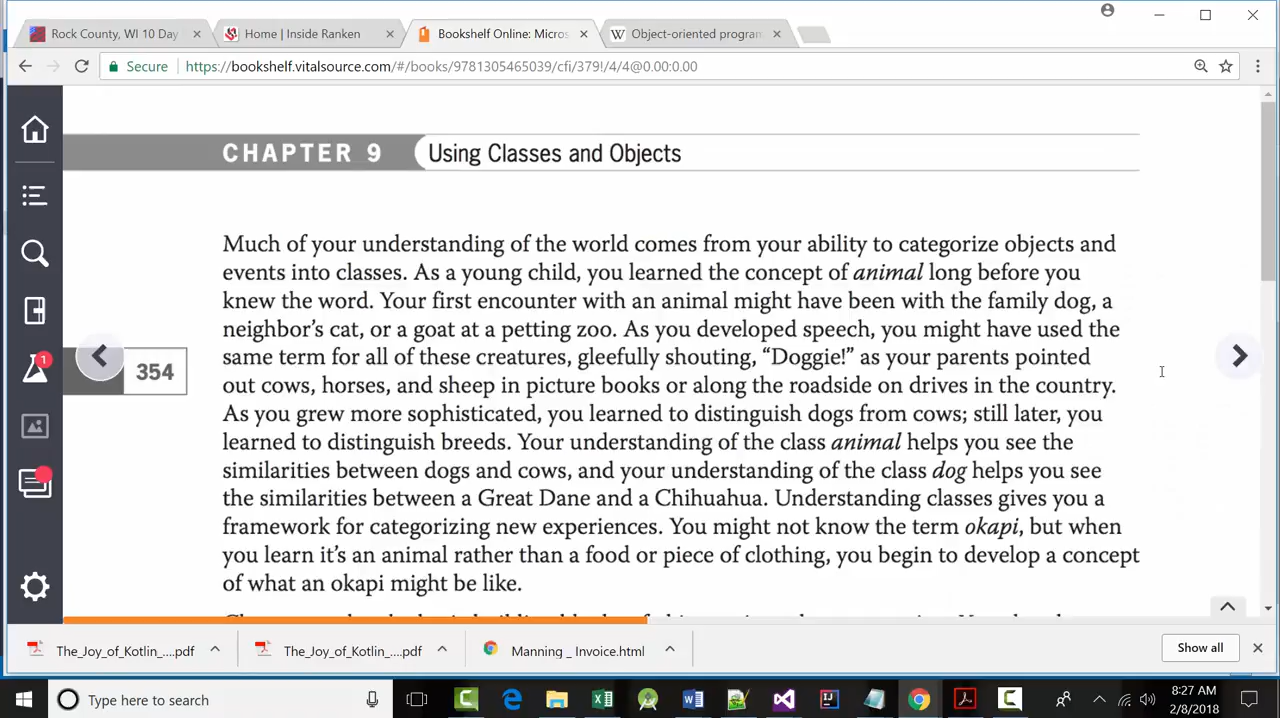 Rock County, WI 10 Day
Home | Inside Ranken
Bookshelf Online: Micros
Object-oriented program
Secure
https://bookshelf.vitalsource.com/#/books/9781305465039/cfi/379!/4/4@0.00:0.00
CHAPTER 9 Using Classes and Objects
Much of your understanding of the world comes from your ability to categorize objects and
events into classes. As a young child, you learned the concept of animal long before you
knew the word. Your first encounter with an animal might have been with the family dog, a
neighbor's cat, or a goat at a petting zoo. As you developed speech, you might have used the
same term for all of these creatures, gleefully shouting, “Doggie!” as your parents pointed
out cows, horses, and sheep in picture books or along the roadside on drives in the country.
As you grew more sophisticated, you learned to distinguish dogs from cows; still later, you
learned to distinguish breeds. Your understanding of the class animal helps you see the
similarities between dogs and cows, and your understanding of the class dog helps you see
the similarities between a Great Dane and a Chihuahua. Understanding classes gives you a
framework for categorizing new experiences. You might not know the term okapi, but when
you learn it's an animal rather than a food or piece of clothing, you begin to develop a concept
of what an okapi might be like.
354
1
The_Joy_of_Kotlin_....pdf
The_Joy_of_Kotlin_....pdf
Manning _ Invoice.html
Show all
Type here to search
8:27 AM
2/8/2018